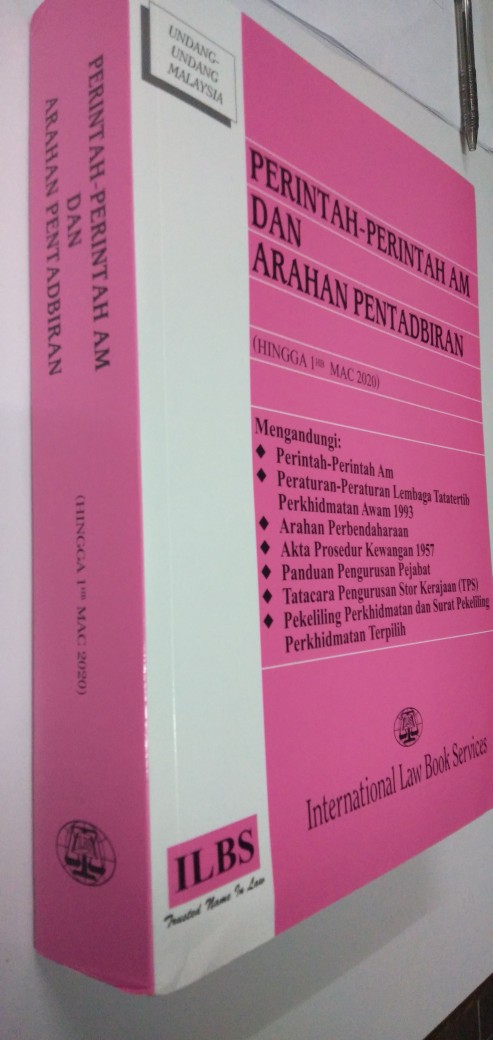 PERINTAH-PERINTAH AM
DAN
ARAHAN PENTADBIRAN
(HINGGA 1HB MAC 2020)
UNDANG-
UNDANG
MALAYSIA
PERINTAH-PERINTAH AM
DAN
ARAHAN PENTADBIRAN
(HINGGA 1HB MAC 2020)
Mengandungi:
♦ Perintah-Perintah Am
♦ Peraturan-Peraturan Lembaga Tatatertib
Perkhidmatan Awam 1993
♦ Arahan Perbendaharaan
♦ Akta Prosedur Kewangan 1957
♦ Panduan Pengurusan Pejabat
♦ Tatacara Pengurusan Stor Kerajaan (TPS)
♦ Pekeliling Perkhidmatan dan Surat Pekeliling
Perkhidmatan Terpilih
International Law Book Services
ILBS
Trusted Name In Law